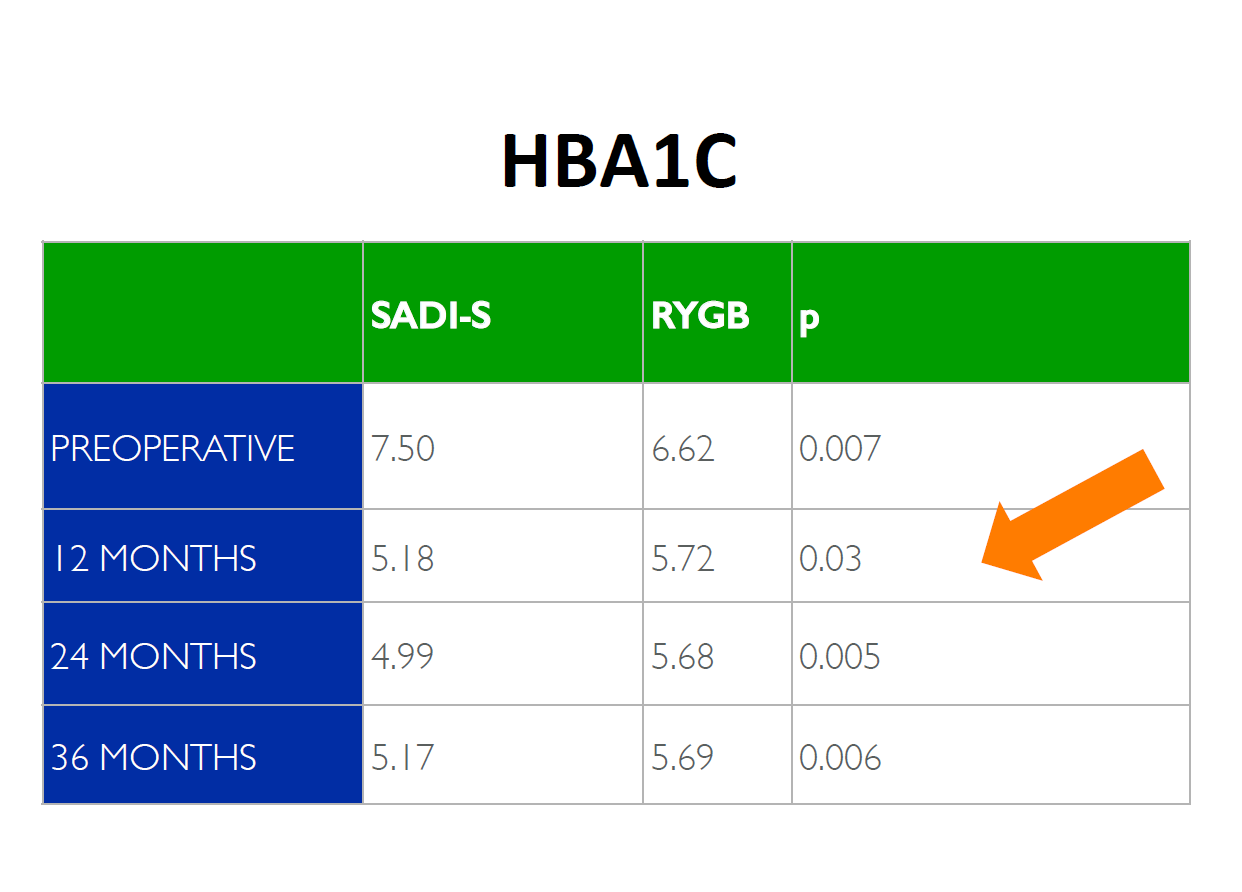 HBA1C
SADI-S RYGB p
PREOPERATIVE 7.50 6.62 0.007
12 MONTHS 5.18 5.72 0.03
24 MONTHS 4.99 5.68 0.005
36 MONTHS 5.17 5.69 0.006